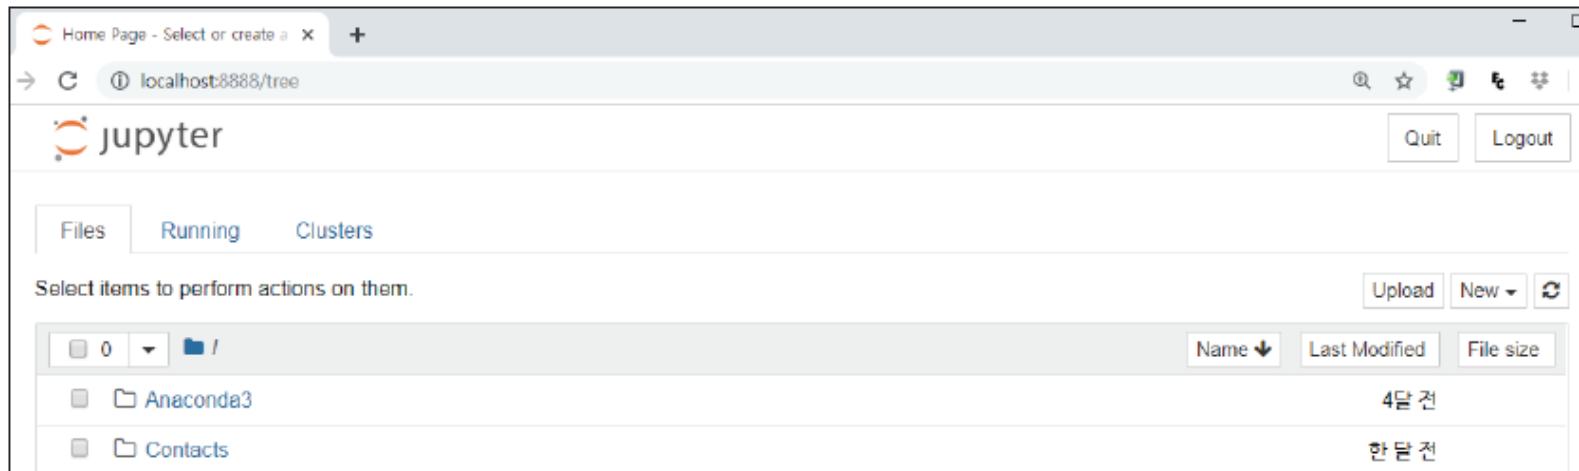 Home Page - Select or create a
localhost:8888/tree
jupyter
Quit Logout
Files Running Clusters
Select items to perform actions on them.
Upload New
0 / Name Last Modified File size
Anaconda3 4달 전
Contacts 한 달 전